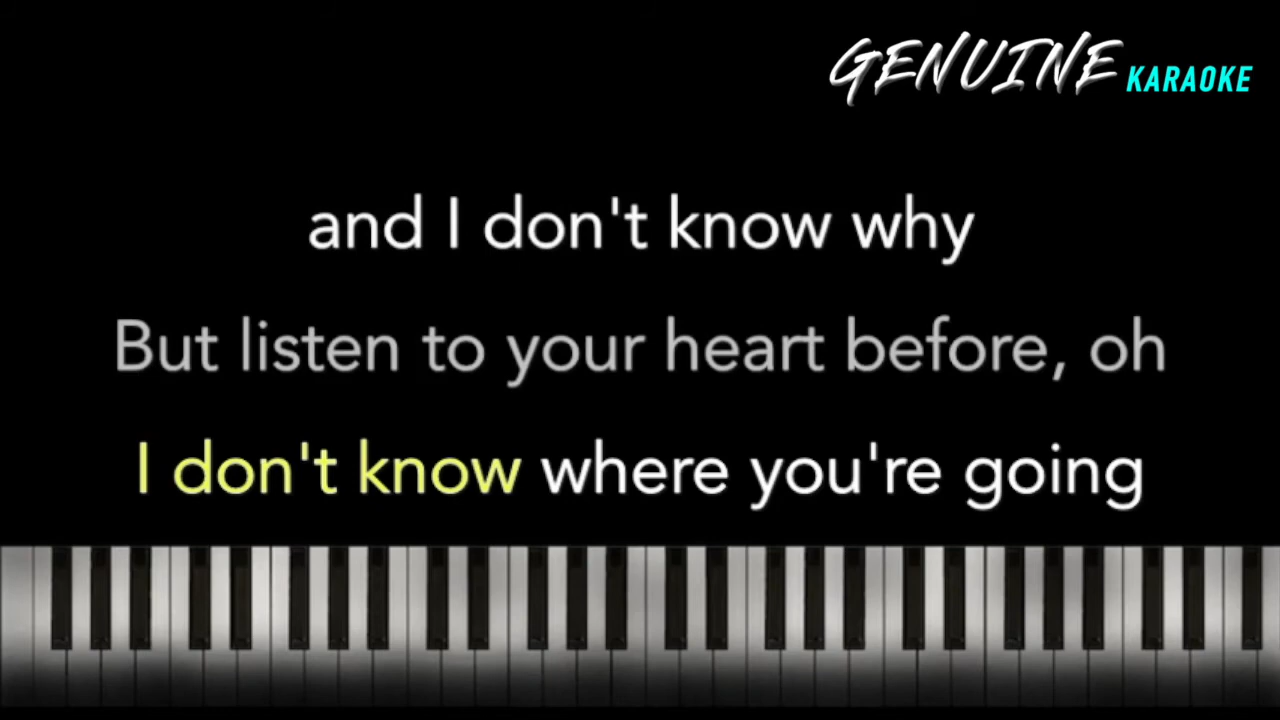 GENUINE KARAOKE
and I don't know why
But listen to your heart before, oh
I don't know where you're going